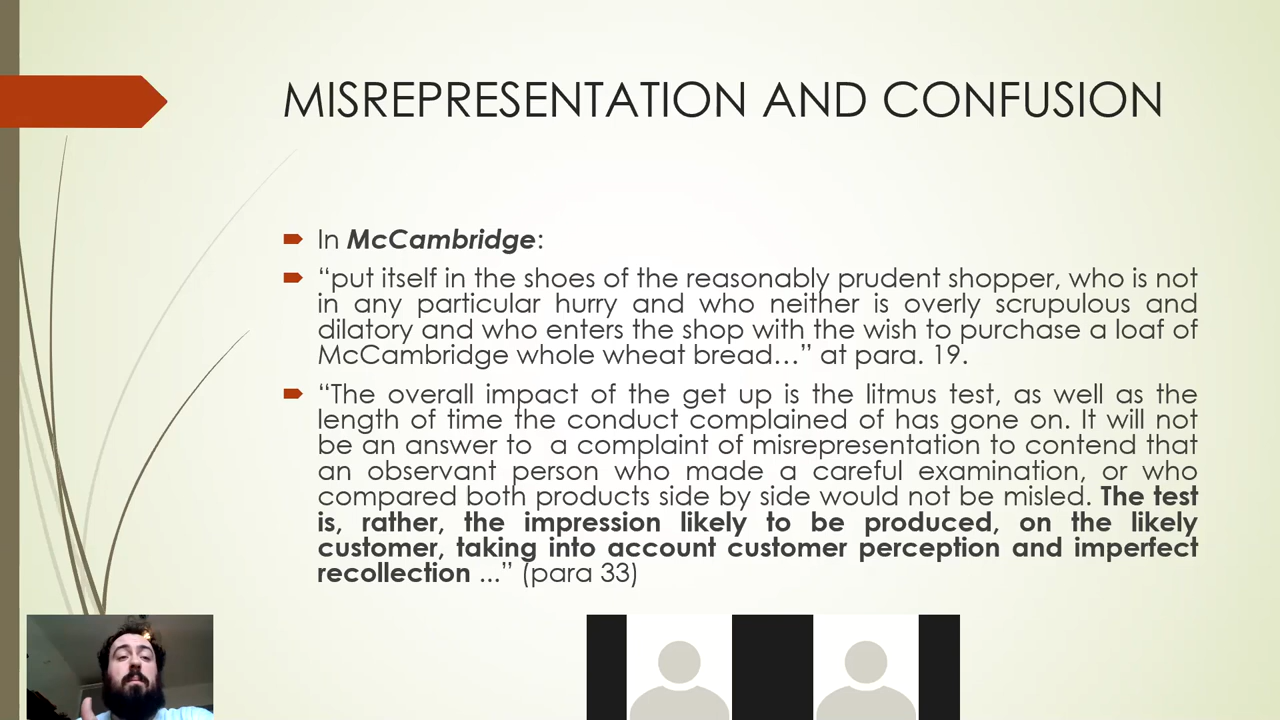 MISREPRESENTATION AND CONFUSION
In McCambridge:
“put itself in the shoes of the reasonably prudent shopper, who is not
in any particular hurry and who neither is overly scrupulous and
dilatory and who enters the shop with the wish to purchase a loaf of
McCambridge whole wheat bread…” at para. 19.
“The overall impact of the get up is the litmus test, as well as the
length of time the conduct complained of has gone on. It will not
be an answer to a complaint of misrepresentation to contend that
an observant person who made a careful examination, or who
compared both products side by side would not be misled. The test
is, rather, the impression likely to be produced, on the likely
customer, taking into account customer perception and imperfect
recollection ...” (para 33)